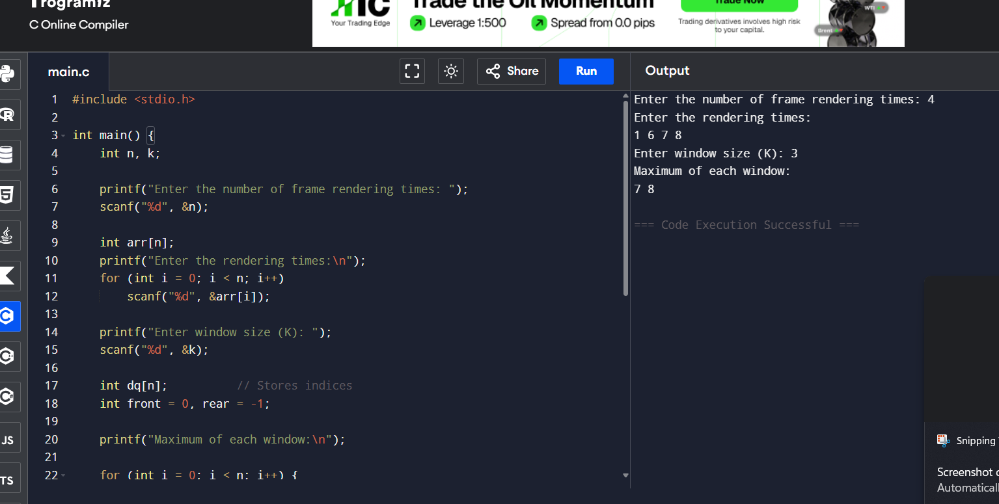 Programiz
C Online Compiler
Your Trading Edge
Trade the Oil Momentum
Leverage 1:500
Spread from 0.0 pips
Trade Now
Trading derivatives involves high risk
to your capital.
WTI
Brent
main.c
Share
Run
Output
1 #include <stdio.h>
2
3 int main() {
4 int n, k;
5
6 printf("Enter the number of frame rendering times: ");
7 scanf("%d", &n);
8
9 int arr[n];
10 printf("Enter the rendering times:\n");
11 for (int i = 0; i < n; i++)
12 scanf("%d", &arr[i]);
13
14 printf("Enter window size (K): ");
15 scanf("%d", &k);
16
17 int dq[n]; // Stores indices
18 int front = 0, rear = -1;
19
20 printf("Maximum of each window:\n");
21
22 for (int i = 0; i < n; i++) {
Enter the number of frame rendering times: 4
Enter the rendering times:
1 6 7 8
Enter window size (K): 3
Maximum of each window:
7 8
=== Code Execution Successful ===
R
5
C
C++
C#
JS
TS
Snipping
Screenshot